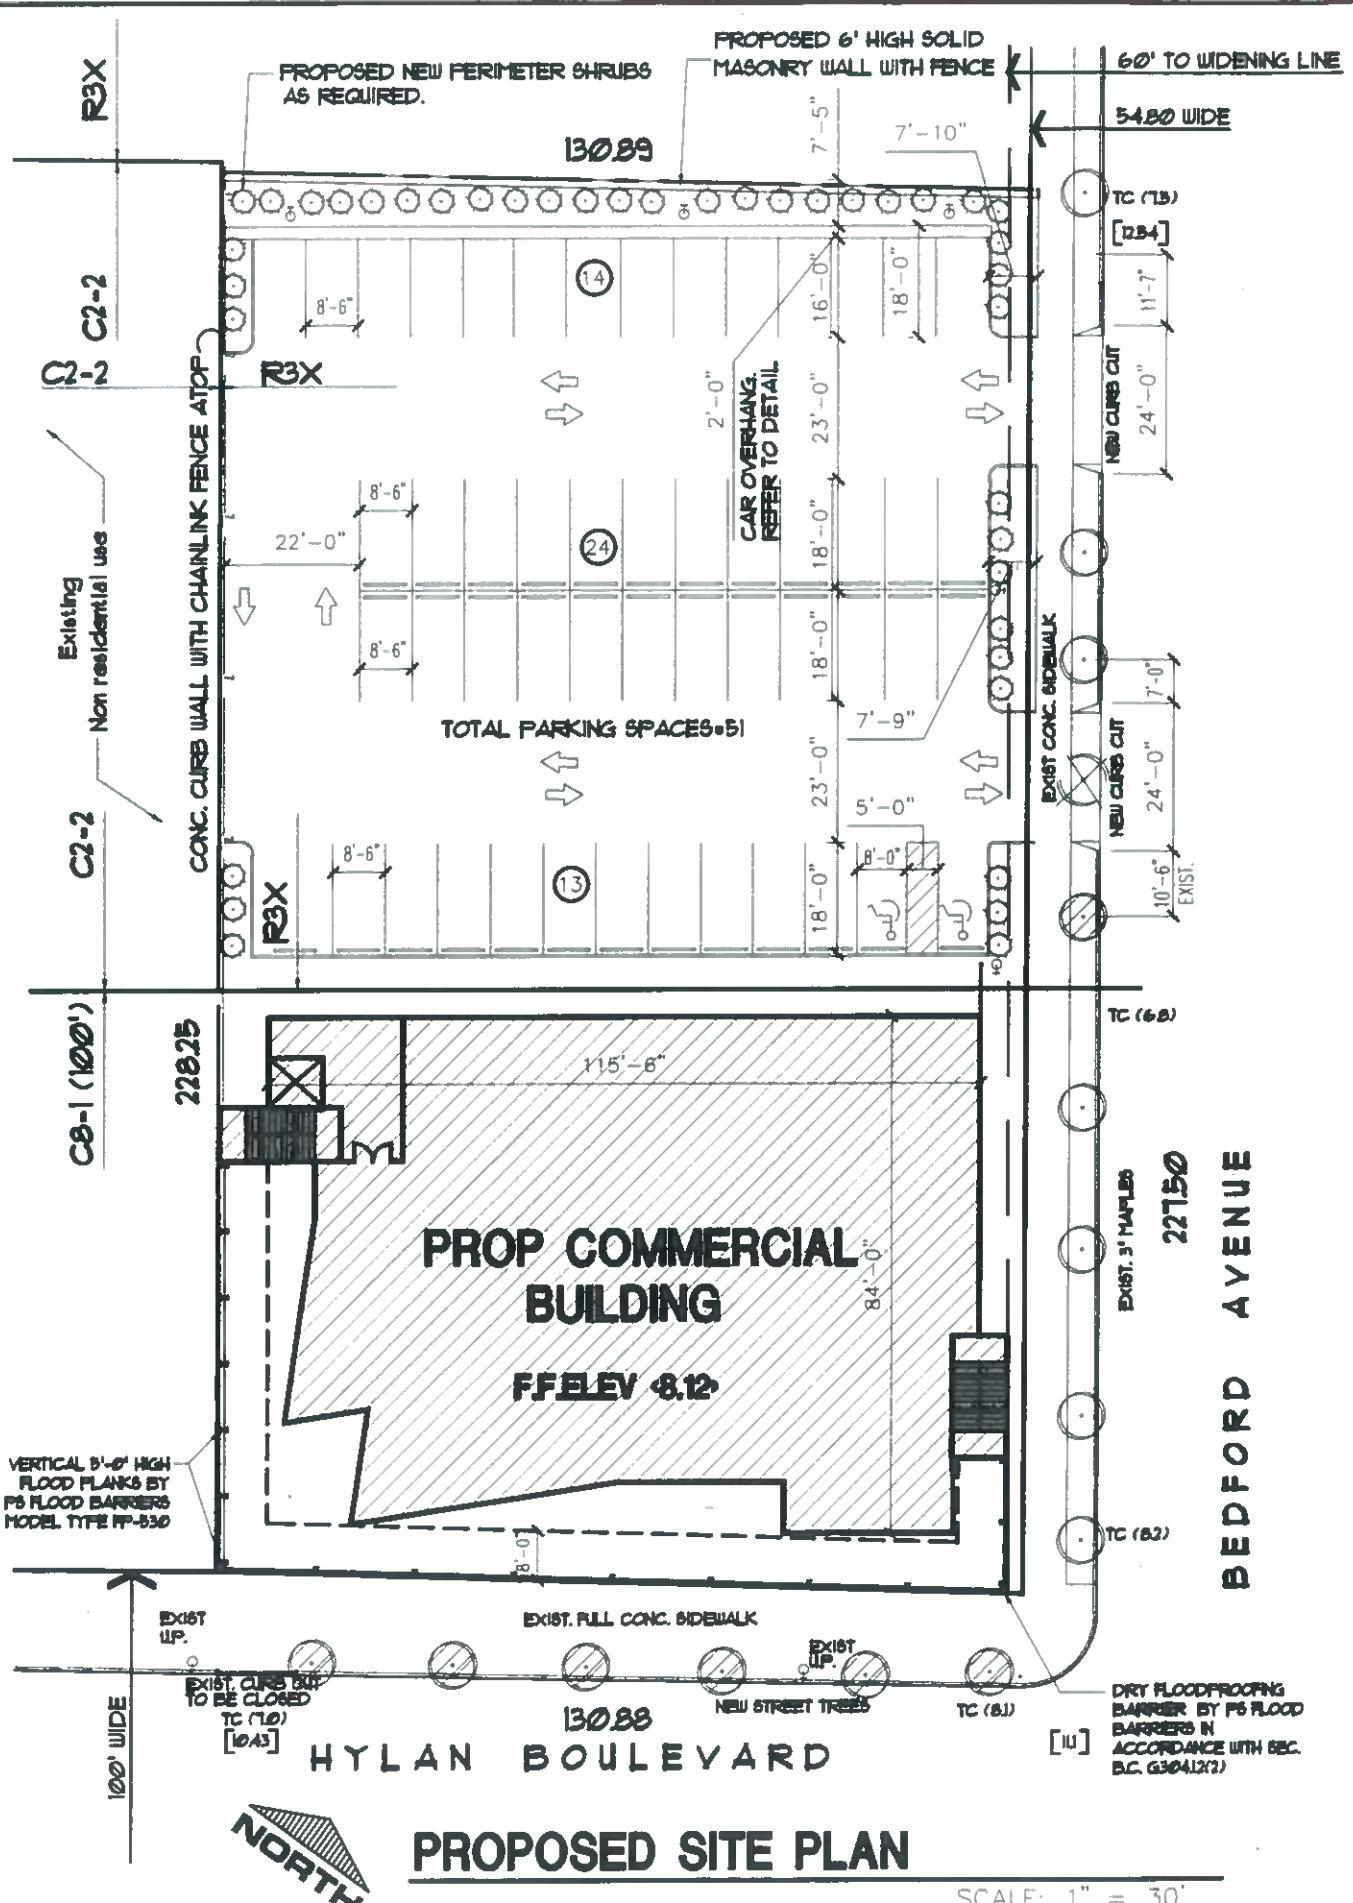 PROPOSED 6' HIGH SOLID
MASONRY WALL WITH FENCE
60' TO WIDENING LINE
PROPOSED NEW PERIMETER SHRUBS
AS REQUIRED.
R3X
54.80 WIDE
130.89
7'-5"
7'-10"
TC (7.5)
[12.54]
C2-2
14
8'-6"
16'-0"
18'-0"
11'-7"
C2-2
R3X
CONC. CURB WALL WITH CHAINLINK FENCE ATOP
2'-0"
CAR OVERHANG.
REFER TO DETAIL
23'-0"
NEW CURB CUT
24'-0"
Existing
Non residential use
8'-6"
22'-0"
24
18'-0"
8'-6"
18'-0"
EXIST CONC. SIDEWALK
7'-0"
TOTAL PARKING SPACES=51
7'-9"
23'-0"
NEW CURB CUT
24'-0"
5'-0"
C2-2
8'-6"
13
8'-0"
18'-0"
10'-6"
EXIST.
R3X
C8-1 (100')
228.25
TC (6.8)
115'-6"
PROP COMMERCIAL
BUILDING
84'-0"
F.F.ELEV <8.12>
EXIST. 3" MAPLES
227.50
BEDFORD AVENUE
VERTICAL 5'-0" HIGH
FLOOD PLANKS BY
PS FLOOD BARRIERS
MODEL TYPE FP-530
8'-0"
TC (8.2)
EXIST
U.P.
EXIST. FULL CONC. SIDEWALK
EXIST
U.P.
100' WIDE
EXIST. CURB CUT
TO BE CLOSED
TC (7.0)
[10.43]
130.88
NEW STREET TREES
TC (8.1)
[11.1]
DRY FLOODPROOFING
BARRIER BY PS FLOOD
BARRIERS IN
ACCORDANCE WITH SEC.
B.C. G304.1.2(2)
HYLAN BOULEVARD
NORTH
PROPOSED SITE PLAN
SCALE: 1" = 30'